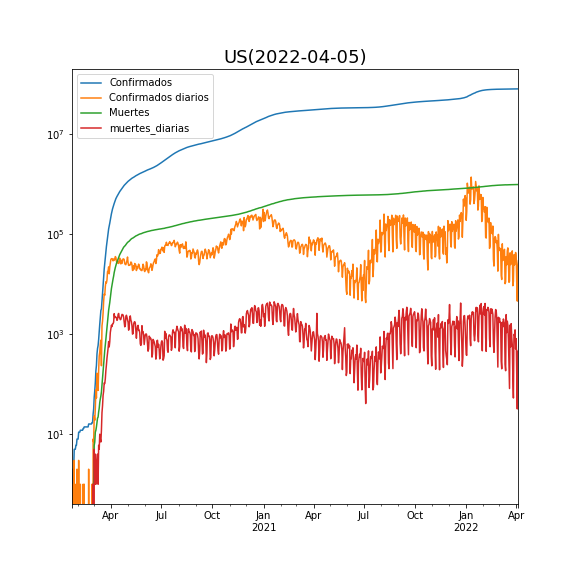 US(2022-04-05)
Confirmados
Confirmados diarios
Muertes
muertes_diarias
10^7
10^5
10^3
10^1
Apr Jul Oct Jan Apr Jul Oct Jan Apr
2021 2022